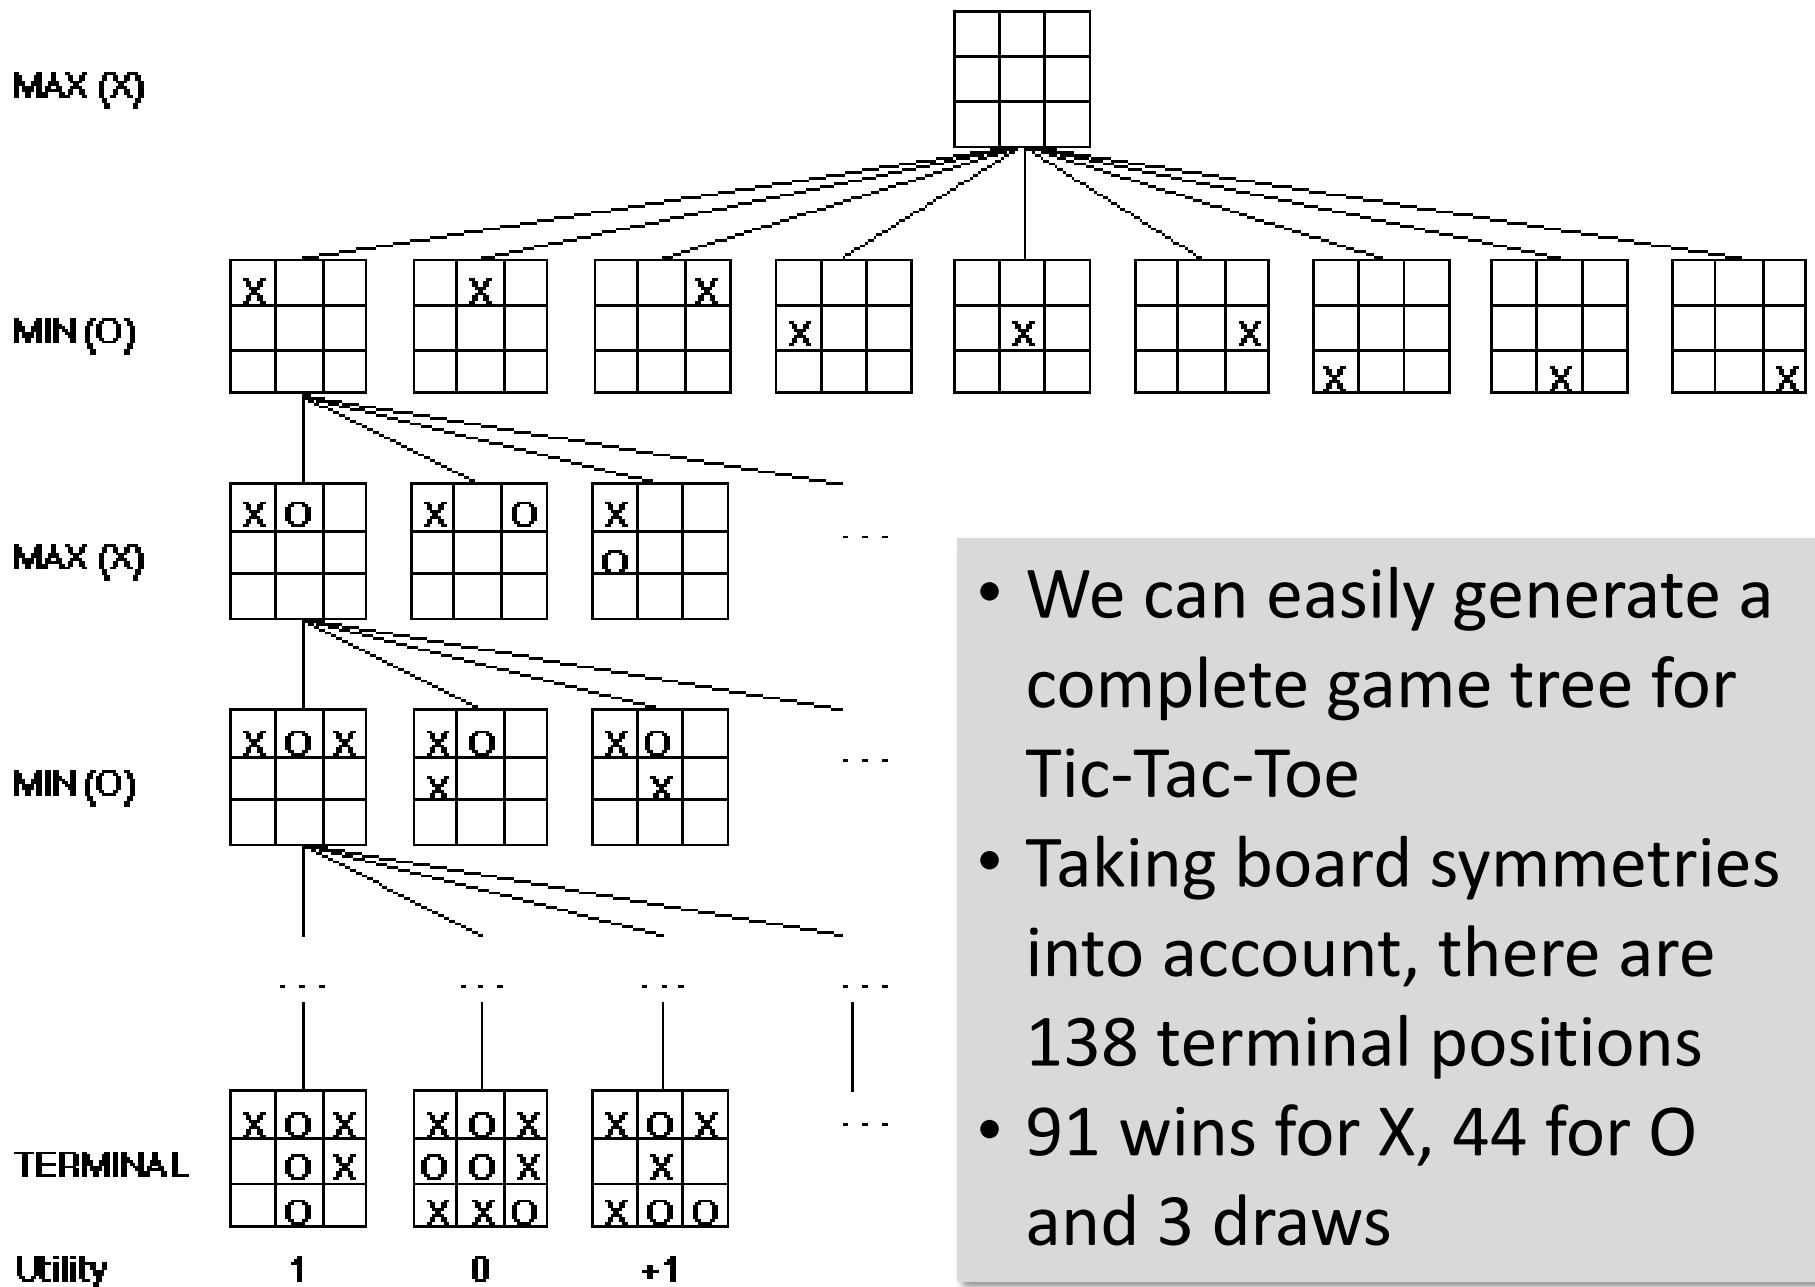 MAX (X)
X X X X X X X X X
MIN (O)
X O X O X
MAX (X)
O
- - -
• We can easily generate a
complete game tree for
Tic-Tac-Toe
• Taking board symmetries
into account, there are
138 terminal positions
• 91 wins for X, 44 for O
and 3 draws
X O X X O X O
MIN (O)
X X
- - -
- - - - - - - - - - - -
X O X X O X X O X
- - -
TERMINAL
O X O O X X
O X X O X O O
Utility 1 0 +1